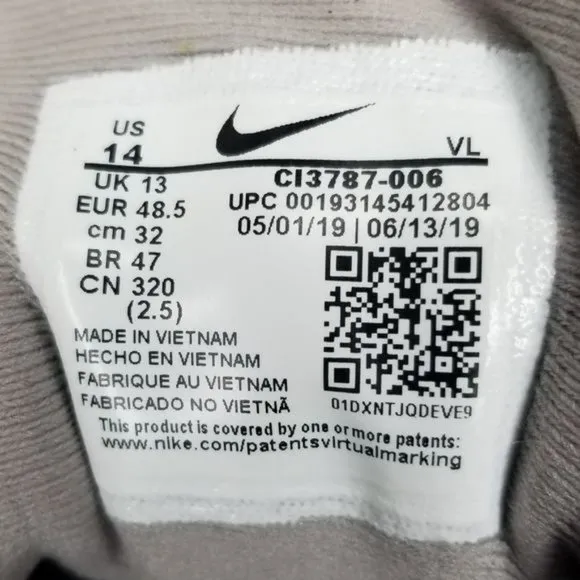 US
14
VL
UK 13
CI3787-006
EUR 48.5
UPC 00193145412804
cm 32
05/01/19 | 06/13/19
BR 47
CN 320
(2.5)
MADE IN VIETNAM
HECHO EN VIETNAM
FABRIQUE AU VIETNAM
FABRICADO NO VIETNÃ
01DXNTJQDEVE9
This product is covered by one or more patents:
www.nike.com/patentsvirtualmarking